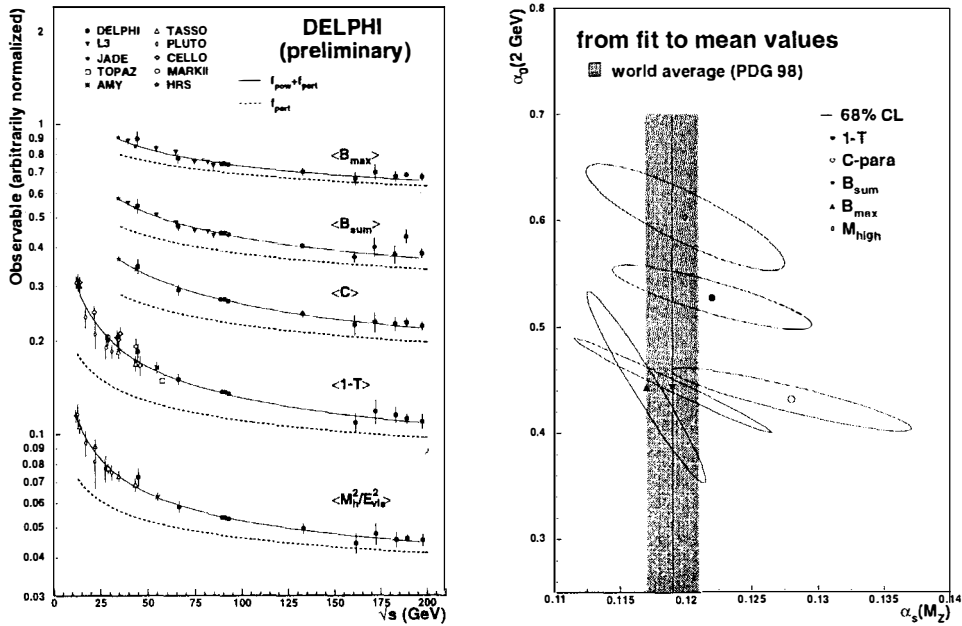 DELPHI
(preliminary)
DELPHI
L3
JADE
TOPAZ
AMY
TASSO
PLUTO
CELLO
MARKII
HRS
f_pow+f_pert
f_pert
Observable (arbitrarily normalized)
2
1
0.9
0.8
0.7
0.6
0.5
0.4
0.3
0.2
0.1
0.09
0.08
0.07
0.06
0.05
0.04
0.03
<B_max>
<B_sum>
<C>
<1-T>
<M_h^2/E_vis^2>
0 25 50 75 100 125 150 175 200
√s (GeV)
from fit to mean values
world average (PDG 98)
68% CL
1-T
C-para
B_sum
B_max
M_high
α_0(2 GeV)
0.8
0.7
0.6
0.5
0.4
0.3
0.11 0.115 0.12 0.125 0.13 0.135 0.14
α_s(M_Z)